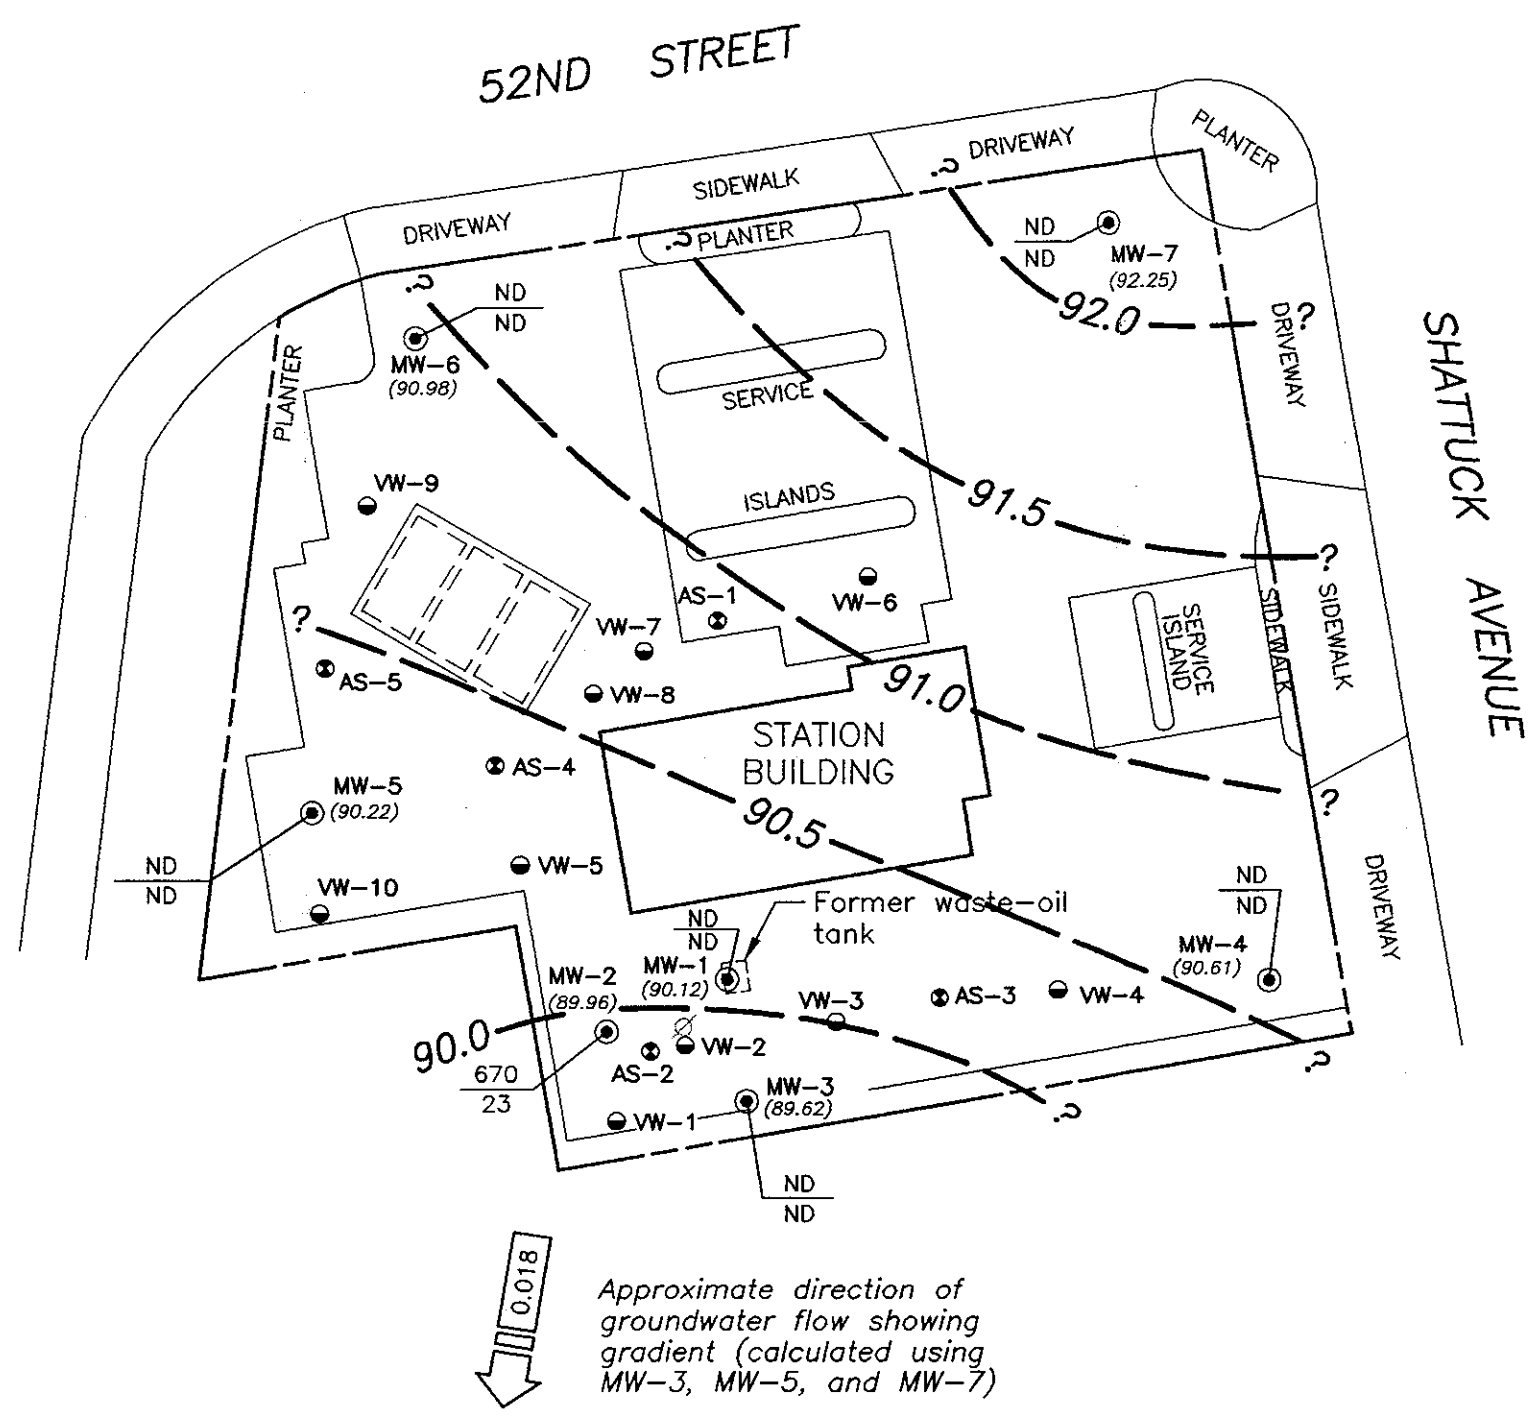 52ND STREET
DRIVEWAY
SIDEWALK
DRIVEWAY
PLANTER
?
?
PLANTER
?
ND
ND
MW-7
(92.25)
92.0
?
DRIVEWAY
SHATTUCK AVENUE
ND
ND
MW-6
(90.98)
PLANTER
SERVICE
ISLANDS
91.5
?
VW-9
AS-1
VW-6
VW-7
VW-8
?
AS-5
SERVICE
ISLAND
SIDEWALK
SIDEWALK
91.0
?
STATION
BUILDING
AS-4
MW-5
(90.22)
ND
ND
90.5
VW-5
VW-10
DRIVEWAY
Former waste-oil
tank
ND
ND
MW-1
(90.12)
MW-2
(89.96)
ND
ND
MW-4
(90.61)
VW-3
AS-3
VW-4
90.0
VW-2
AS-2
670
23
?
MW-3
(89.62)
?
VW-1
ND
ND
0.018
Approximate direction of
groundwater flow showing
gradient (calculated using
MW-3, MW-5, and MW-7)